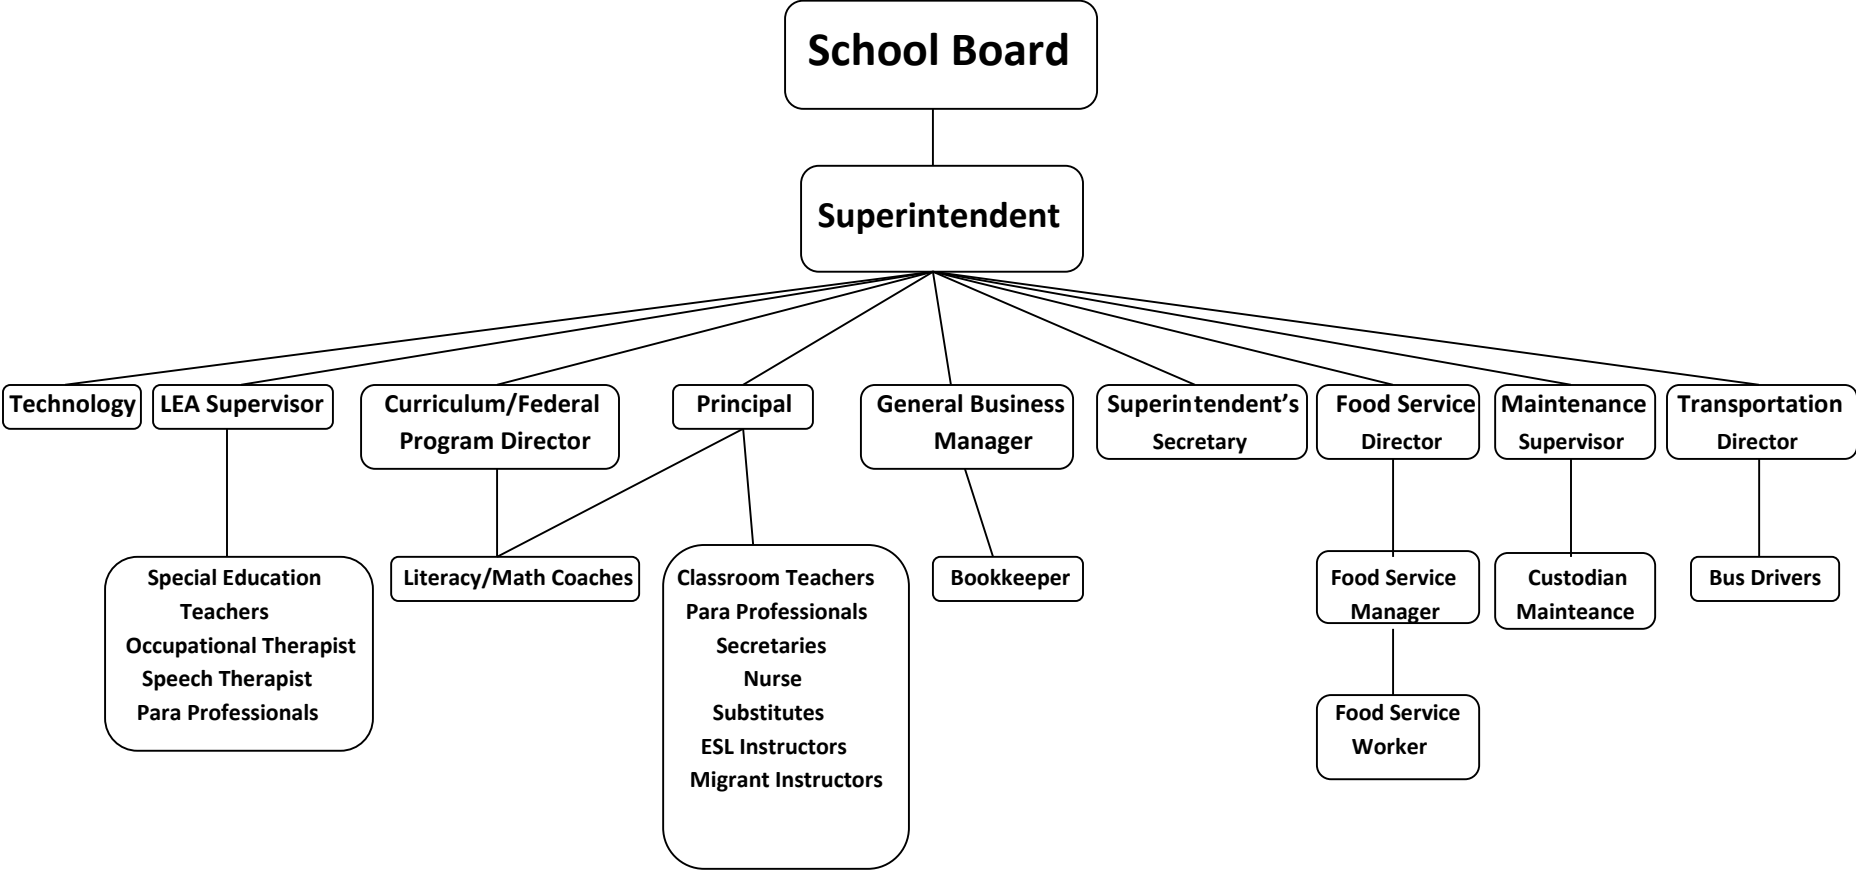 School Board
Superintendent
Technology
LEA Supervisor
Curriculum/Federal
Program Director
Principal
General Business
Manager
Superintendent’s
Secretary
Food Service
Director
Maintenance
Supervisor
Transportation
Director
Special Education
Teachers
Occupational Therapist
Speech Therapist
Para Professionals
Literacy/Math Coaches
Classroom Teachers
Para Professionals
Secretaries
Nurse
Substitutes
ESL Instructors
Migrant Instructors
Bookkeeper
Food Service
Manager
Custodian
Mainteance
Bus Drivers
Food Service
Worker